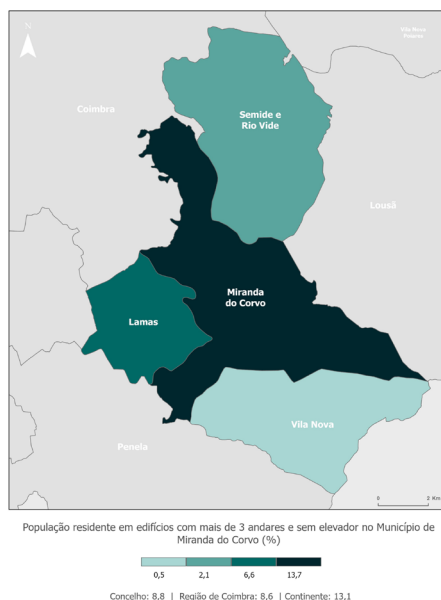 N
Vila Nova
Poiares
Coimbra
Semide e
Rio Vide
Lousã
Miranda
do Corvo
Lamas
Vila Nova
Penela
0 2 Km
População residente em edifícios com mais de 3 andares e sem elevador no Município de
Miranda do Corvo (%)
0,5 2,1 6,6 13,7
Concelho: 8,8 | Região de Coimbra: 8,6 | Continente: 13,1